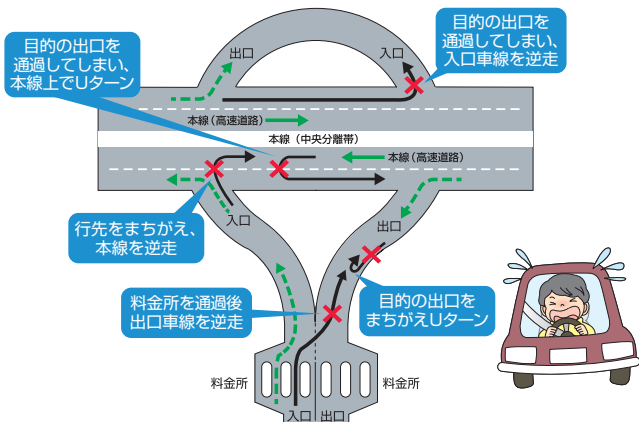 目的の出口を
通過してしまい、
本線上でUターン
出口
入口
目的の出口を
通過してしまい、
入口車線を逆走
本線（高速道路）
本線（中央分離帯）
本線（高速道路）
行先をまちがえ、
本線を逆走
入口
出口
料金所を通過後
出口車線を逆走
目的の出口を
まちがえUターン
料金所
料金所
入口
出口